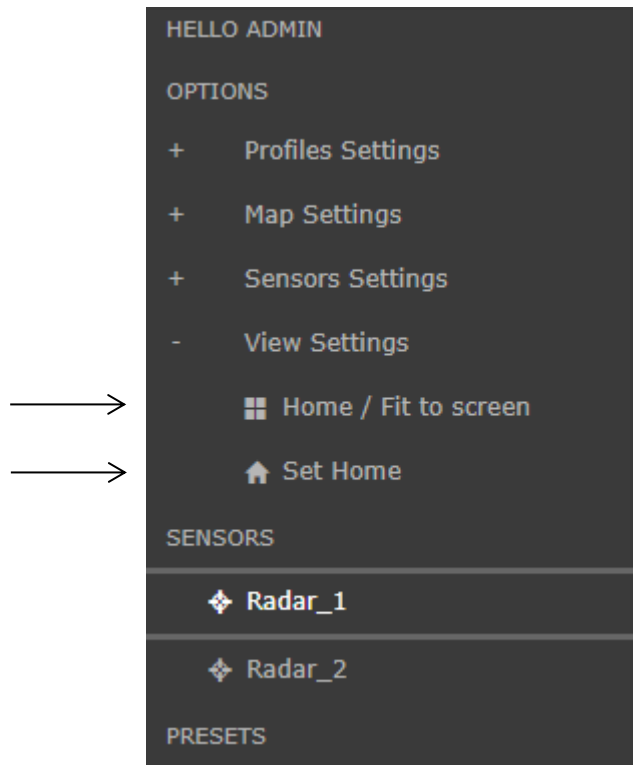 HELLO ADMIN
OPTIONS
+ Profiles Settings
+ Map Settings
+ Sensors Settings
- View Settings
Home / Fit to screen
Set Home
SENSORS
Radar_1
Radar_2
PRESETS